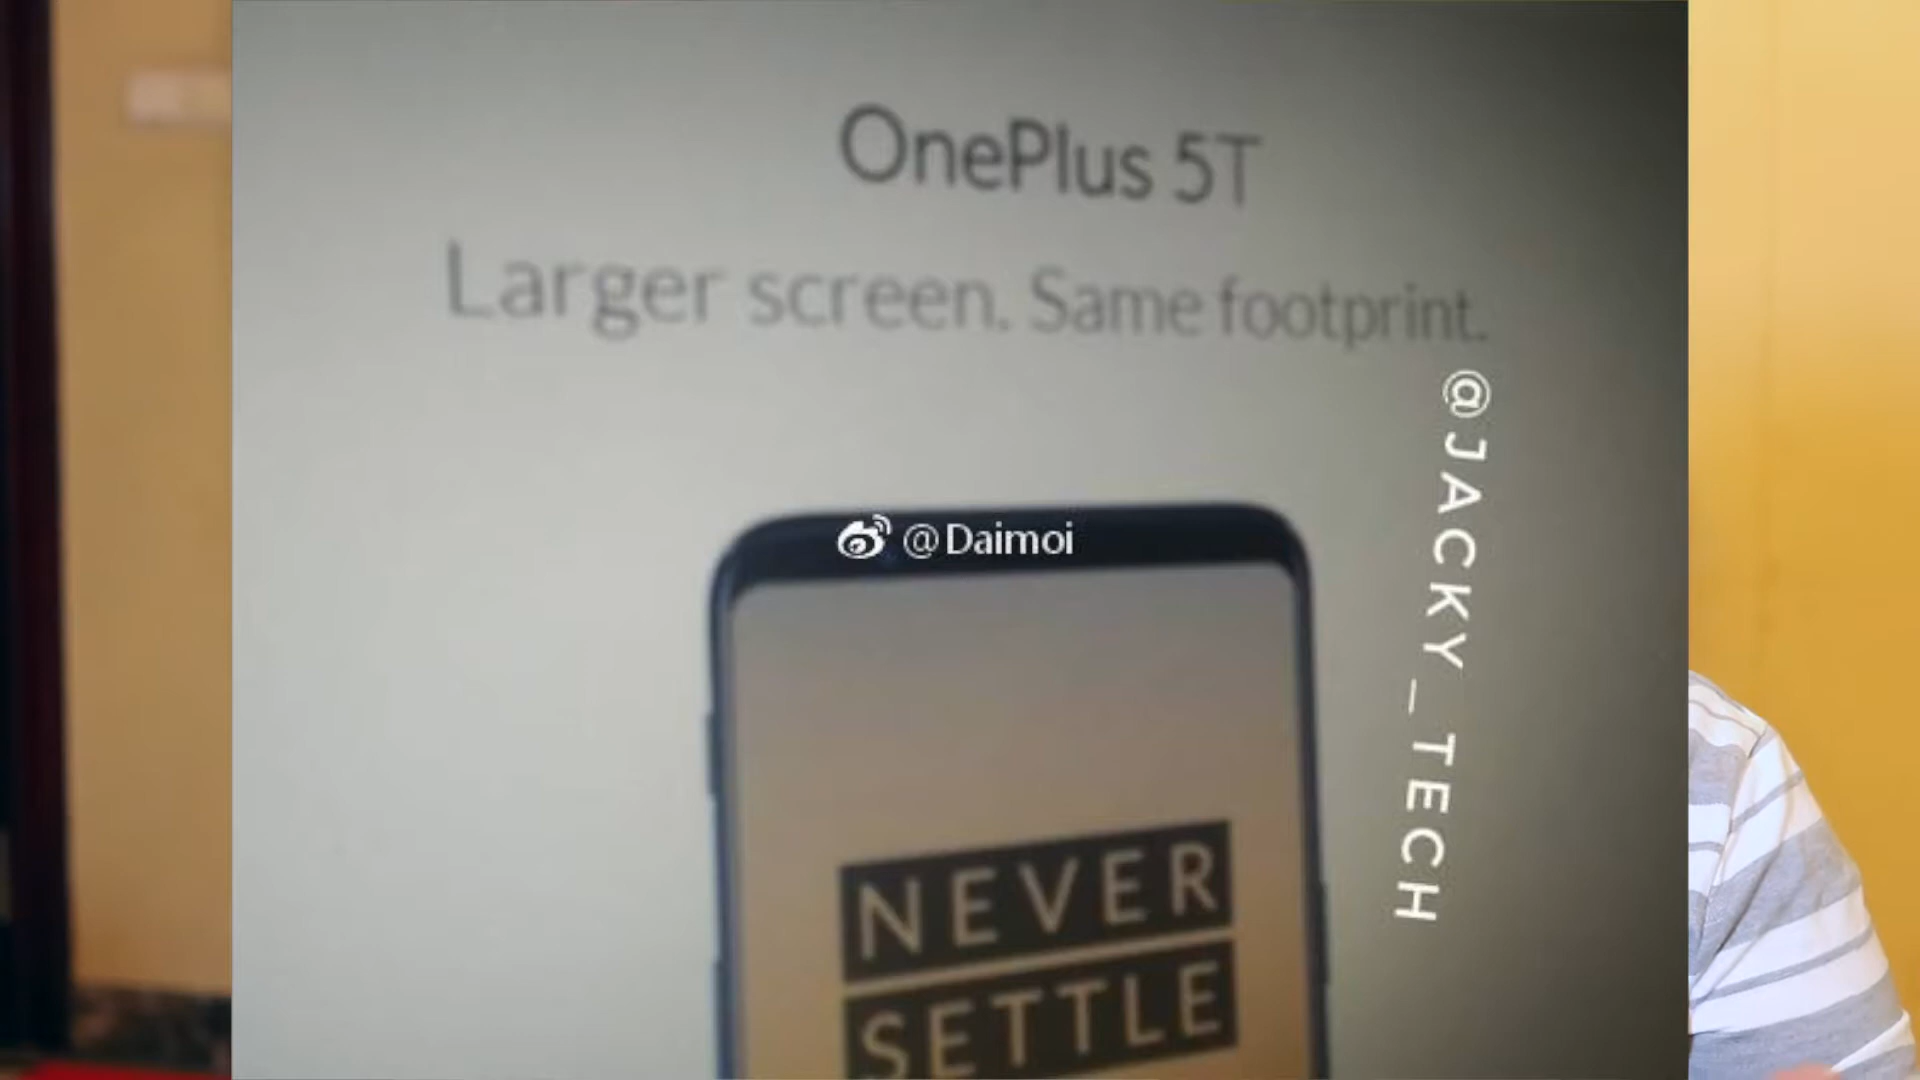 OnePlus 5T
Larger screen. Same footprint.
@JACKY_TECH
@Daimoi
NEVER
SETTLE